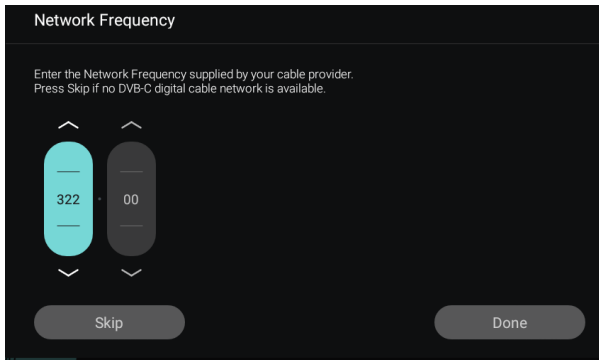 Network Frequency
Enter the Network Frequency supplied by your cable provider.
Press Skip if no DVB-C digital cable network is available.
322 . 00
Skip Done